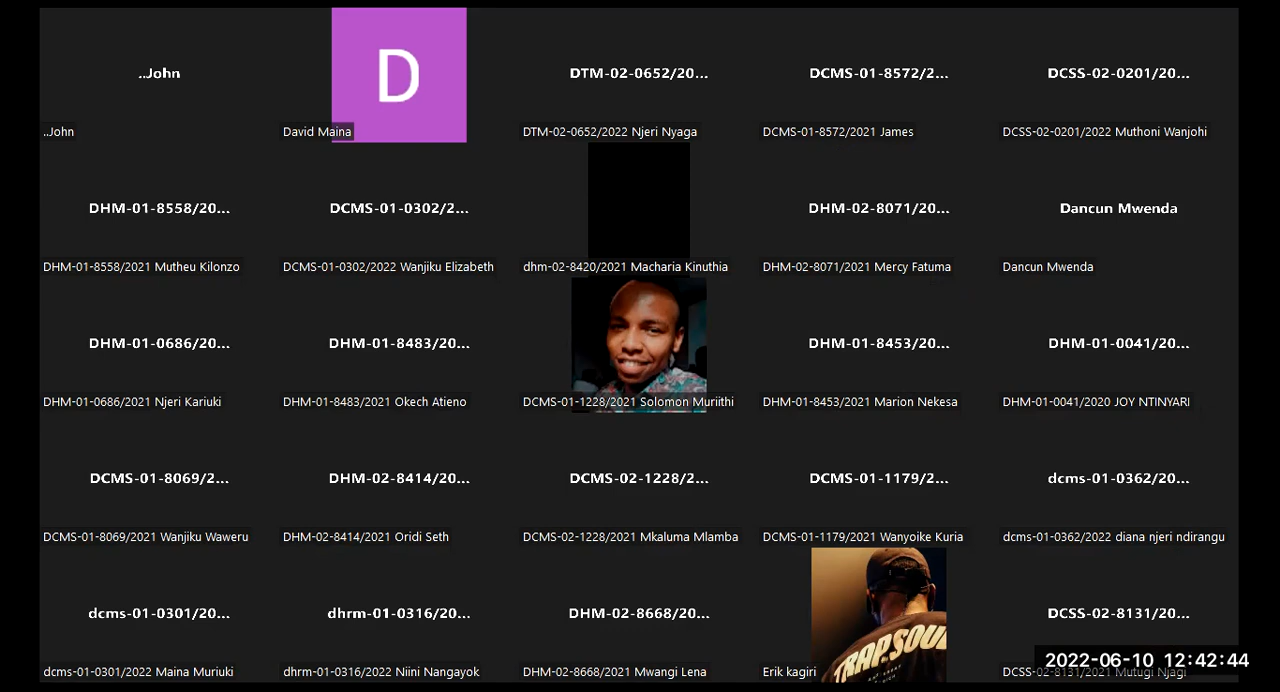 ..John
D
DTM-02-0652/20...
DCMS-01-8572/2...
DCSS-02-0201/20...
..John
David Maina
DTM-02-0652/2022 Njeri Nyaga
DCMS-01-8572/2021 James
DCSS-02-0201/2022 Muthoni Wanjohi
DHM-01-8558/20...
DCMS-01-0302/2...
DHM-02-8071/20...
Dancun Mwenda
DHM-01-8558/2021 Mutheu Kilonzo
DCMS-01-0302/2022 Wanjiku Elizabeth
dhm-02-8420/2021 Macharia Kinuthia
DHM-02-8071/2021 Mercy Fatuma
Dancun Mwenda
DHM-01-0686/20...
DHM-01-8483/20...
DHM-01-8453/20...
DHM-01-0041/20...
DHM-01-0686/2021 Njeri Kariuki
DHM-01-8483/2021 Okech Atieno
DCMS-01-1228/2021 Solomon Muriithi
DHM-01-8453/2021 Marion Nekesa
DHM-01-0041/2020 JOY NTINYARI
DCMS-01-8069/2...
DHM-02-8414/20...
DCMS-02-1228/2...
DCMS-01-1179/2...
dcms-01-0362/20...
DCMS-01-8069/2021 Wanjiku Waweru
DHM-02-8414/2021 Oridi Seth
DCMS-02-1228/2021 Mkaluma Mlamba
DCMS-01-1179/2021 Wanyoike Kuria
dcms-01-0362/2022 diana njeri ndirangu
dcms-01-0301/20...
dhrm-01-0316/20...
DHM-02-8668/20...
TRAPSOUL
DCSS-02-8131/20...
dcms-01-0301/2022 Maina Muriuki
dhrm-01-0316/2022 Niini Nangayok
DHM-02-8668/2021 Mwangi Lena
Erik kagiri
DCSS-02-8131/2021 Mutugi Njagi
2022-06-10 12:42:44